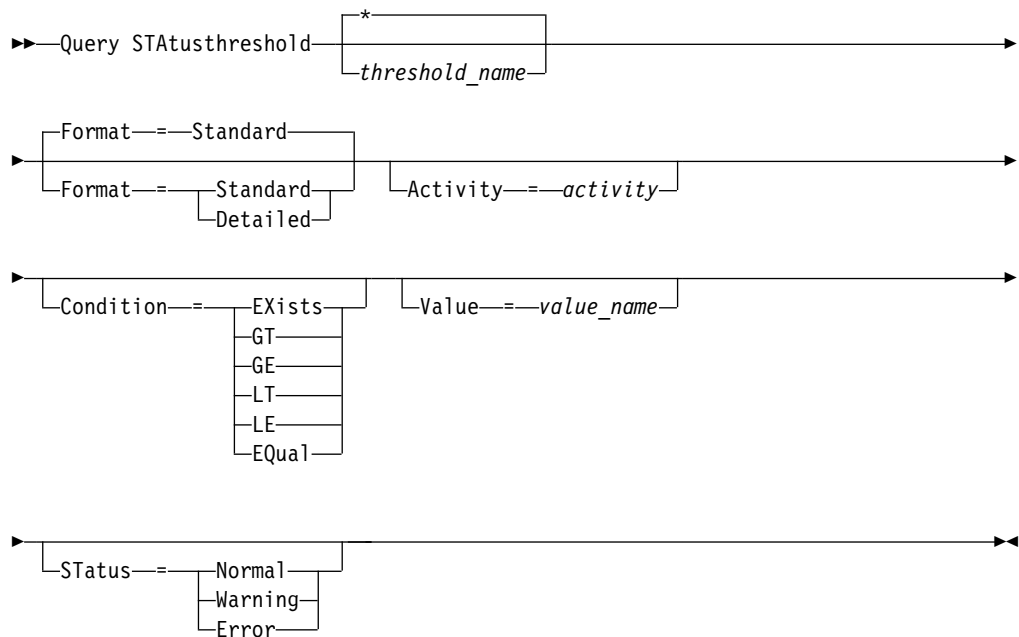 *
Query STAtusthreshold
threshold_name
Format = Standard
Format = Standard
Detailed
Activity = activity
Condition = EXists
GT
GE
LT
LE
EQual
Value = value_name
STatus = Normal
Warning
Error